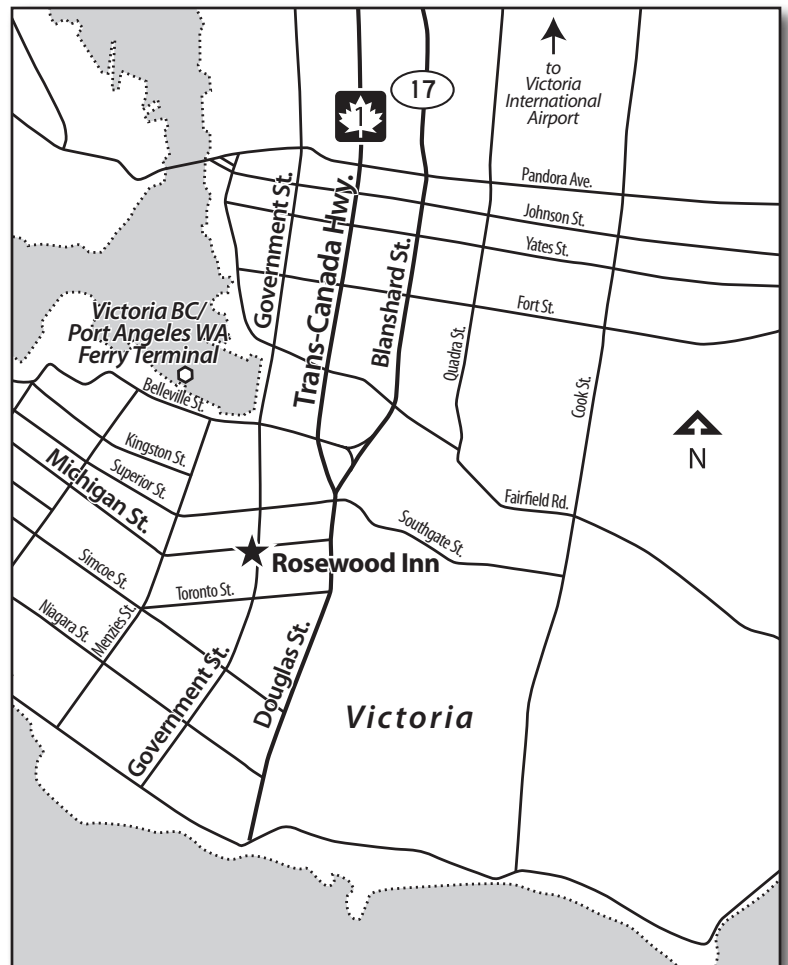 to
Victoria
International
Airport
17
1
Pandora Ave.
Johnson St.
Yates St.
Fort St.
Government St.
Trans-Canada Hwy.
Blanshard St.
Quadra St.
Cook St.
Victoria BC/
Port Angeles WA
Ferry Terminal
Belleville St.
Kingston St.
Superior St.
Michigan St.
N
Fairfield Rd.
Southgate St.
Rosewood Inn
Simcoe St.
Toronto St.
Niagara St.
Menzies St.
Government St.
Douglas St.
Victoria